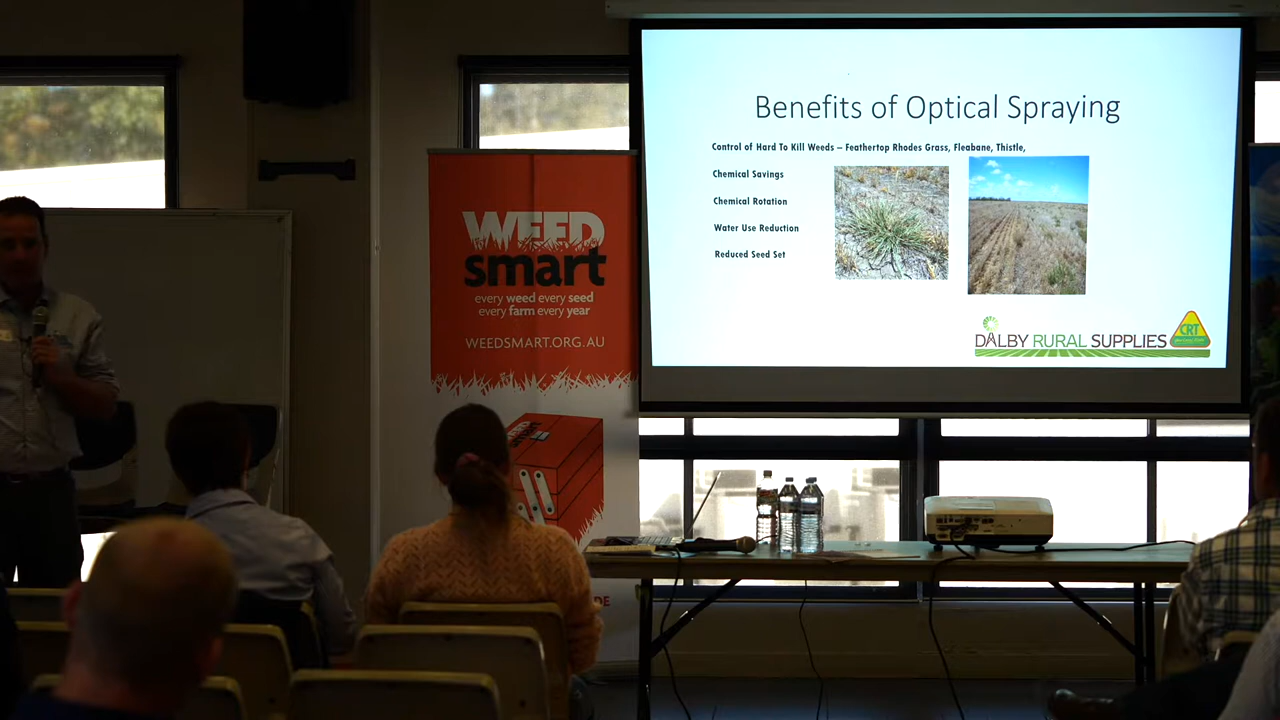 Benefits of Optical Spraying
Control of Hard To Kill Weeds – Feathertop Rhodes Grass, Fleabane, Thistle,
Chemical Savings
Chemical Rotation
Water Use Reduction
Reduced Seed Set
DALBY RURAL SUPPLIES
CRT
WEED
smart
every weed every seed
every farm every year
WEEDSMART.ORG.AU
DE